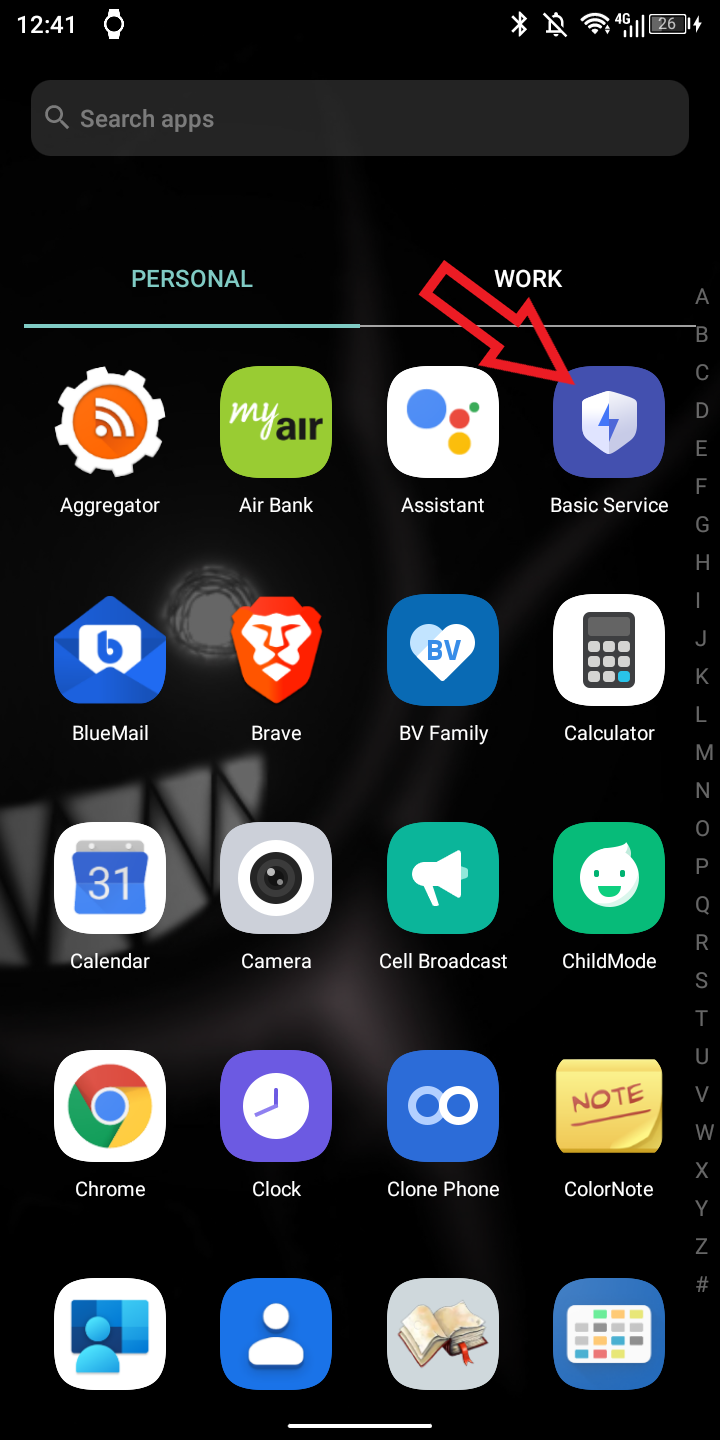 12:41
4G
26
Search apps
PERSONAL
WORK
my air
BV
31
NOTE
Aggregator
Air Bank
Assistant
Basic Service
BlueMail
Brave
BV Family
Calculator
Calendar
Camera
Cell Broadcast
ChildMode
Chrome
Clock
Clone Phone
ColorNote
A
B
C
D
E
F
G
H
I
J
K
L
M
N
O
P
Q
R
S
T
U
V
W
X
Y
Z
#